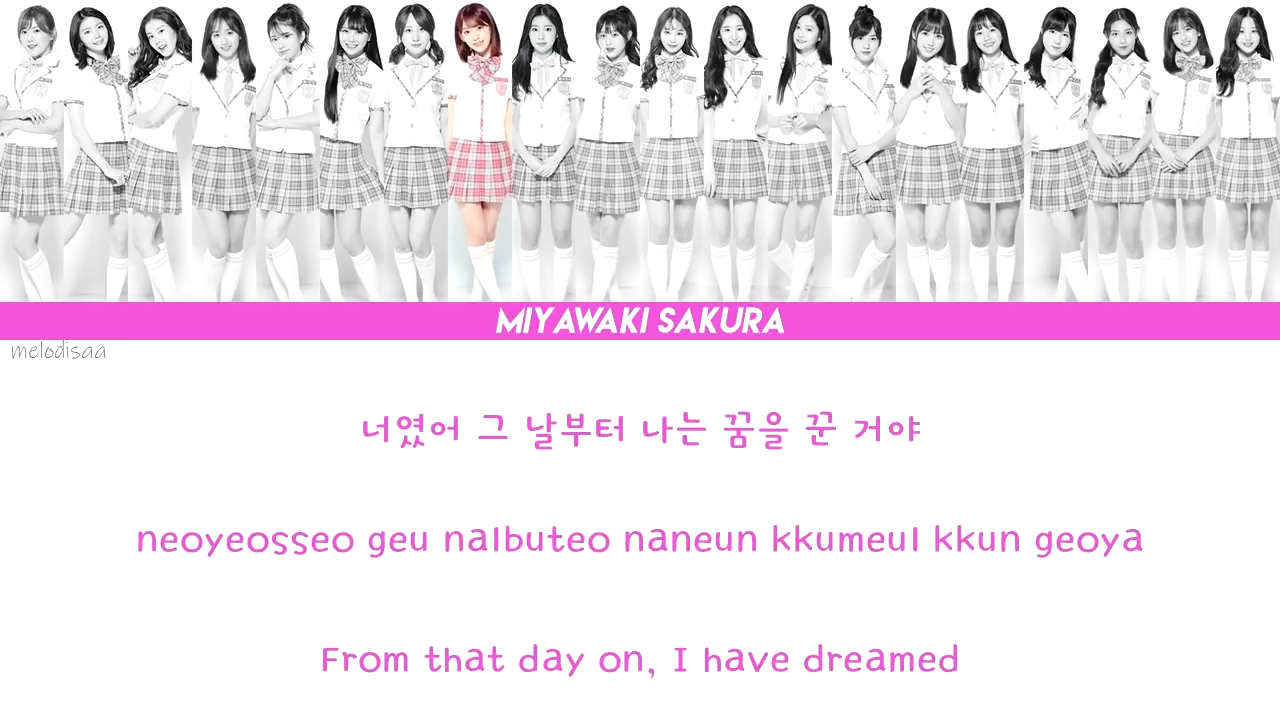 MIYAWAKI SAKURA
melodisaa
너였어 그 날부터 나는 꿈을 꾼 거야
neoyeosseo geu nalbuteo naneun kkumeul kkun geoya
From that day on, I have dreamed